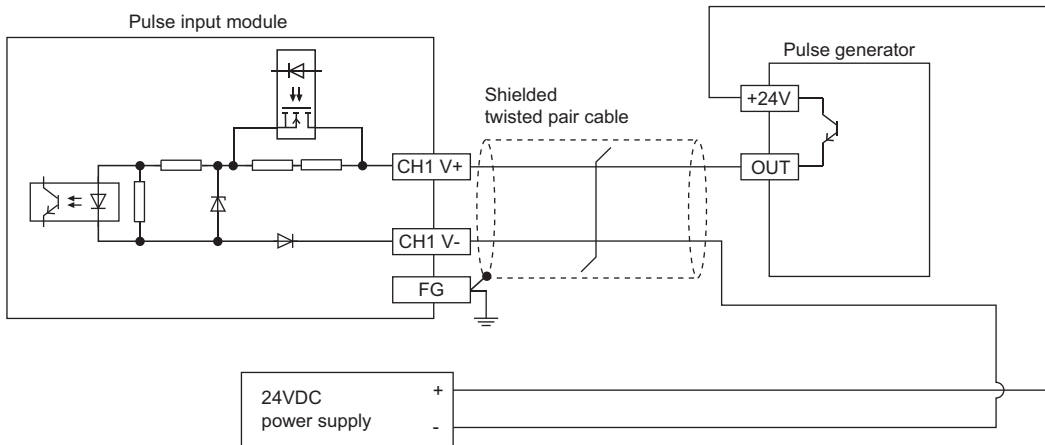 Pulse input module
Pulse generator
+24V
Shielded
twisted pair cable
CH1 V+
OUT
CH1 V-
FG
24VDC
power supply
+
-